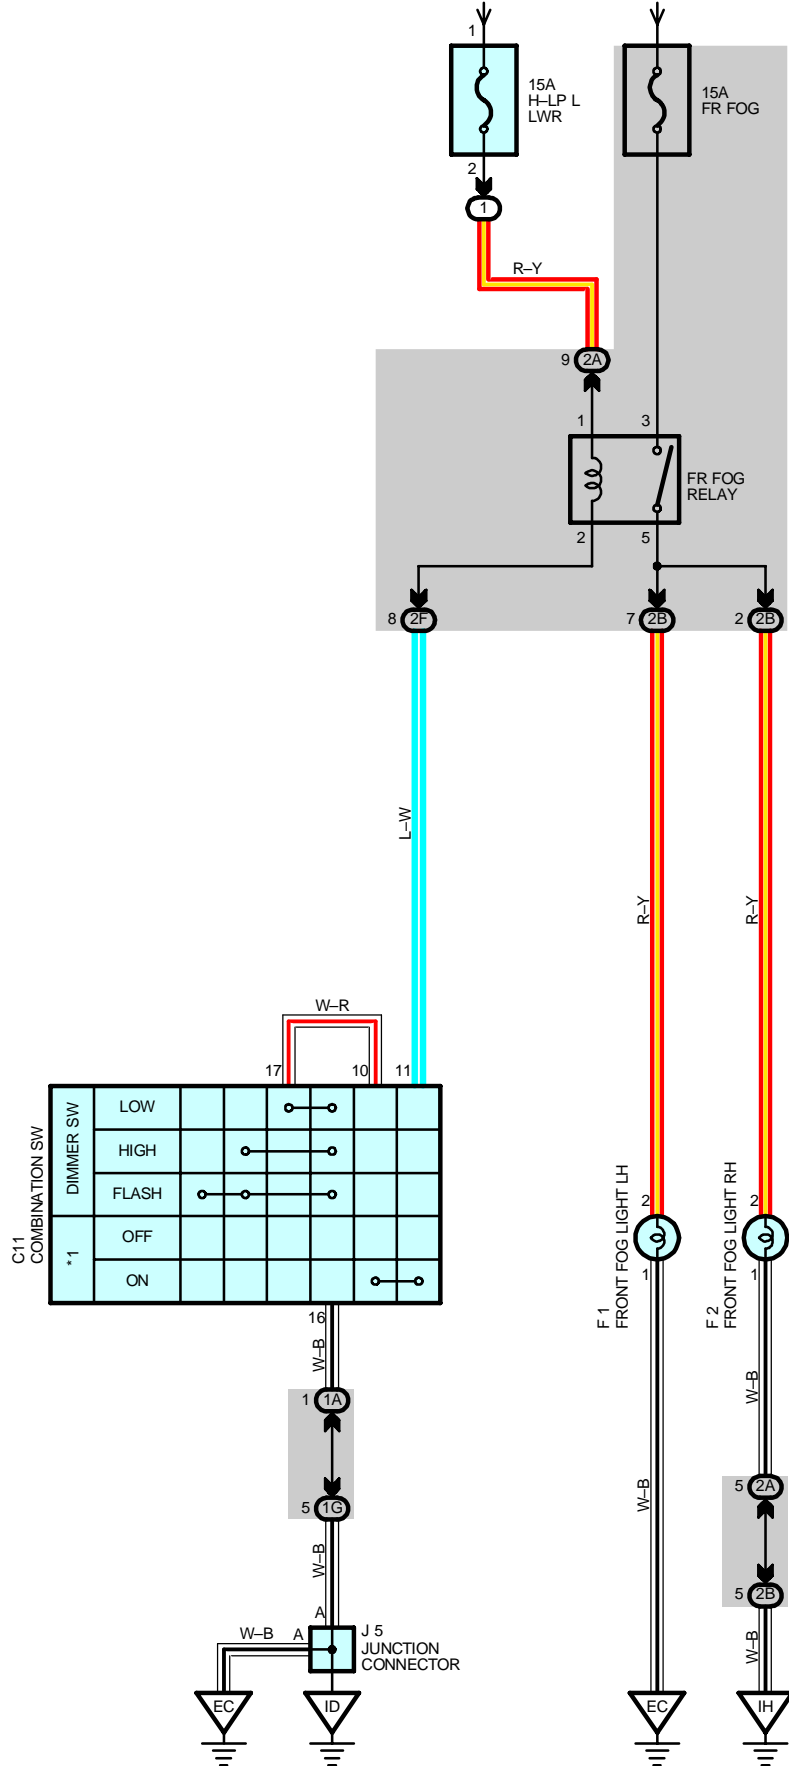 1
15A
H–LP L
LWR
15A
FR FOG
2
1
R–Y
9 2A
1 3
FR FOG
RELAY
2 5
8 2F
7 2B
2 2B
L–W
R–Y
R–Y
W–R
17 10 11
C11
COMBINATION SW
DIMMER SW
LOW
HIGH
FLASH
*1
OFF
ON
2
2
F 1
FRONT FOG LIGHT LH
F 2
FRONT FOG LIGHT RH
1
1
16
W–B
1 1A
W–B
5 2A
5 1G
W–B
W–B
5 2B
A
W–B A
J 5
JUNCTION
CONNECTOR
W–B
EC
ID
EC
IH